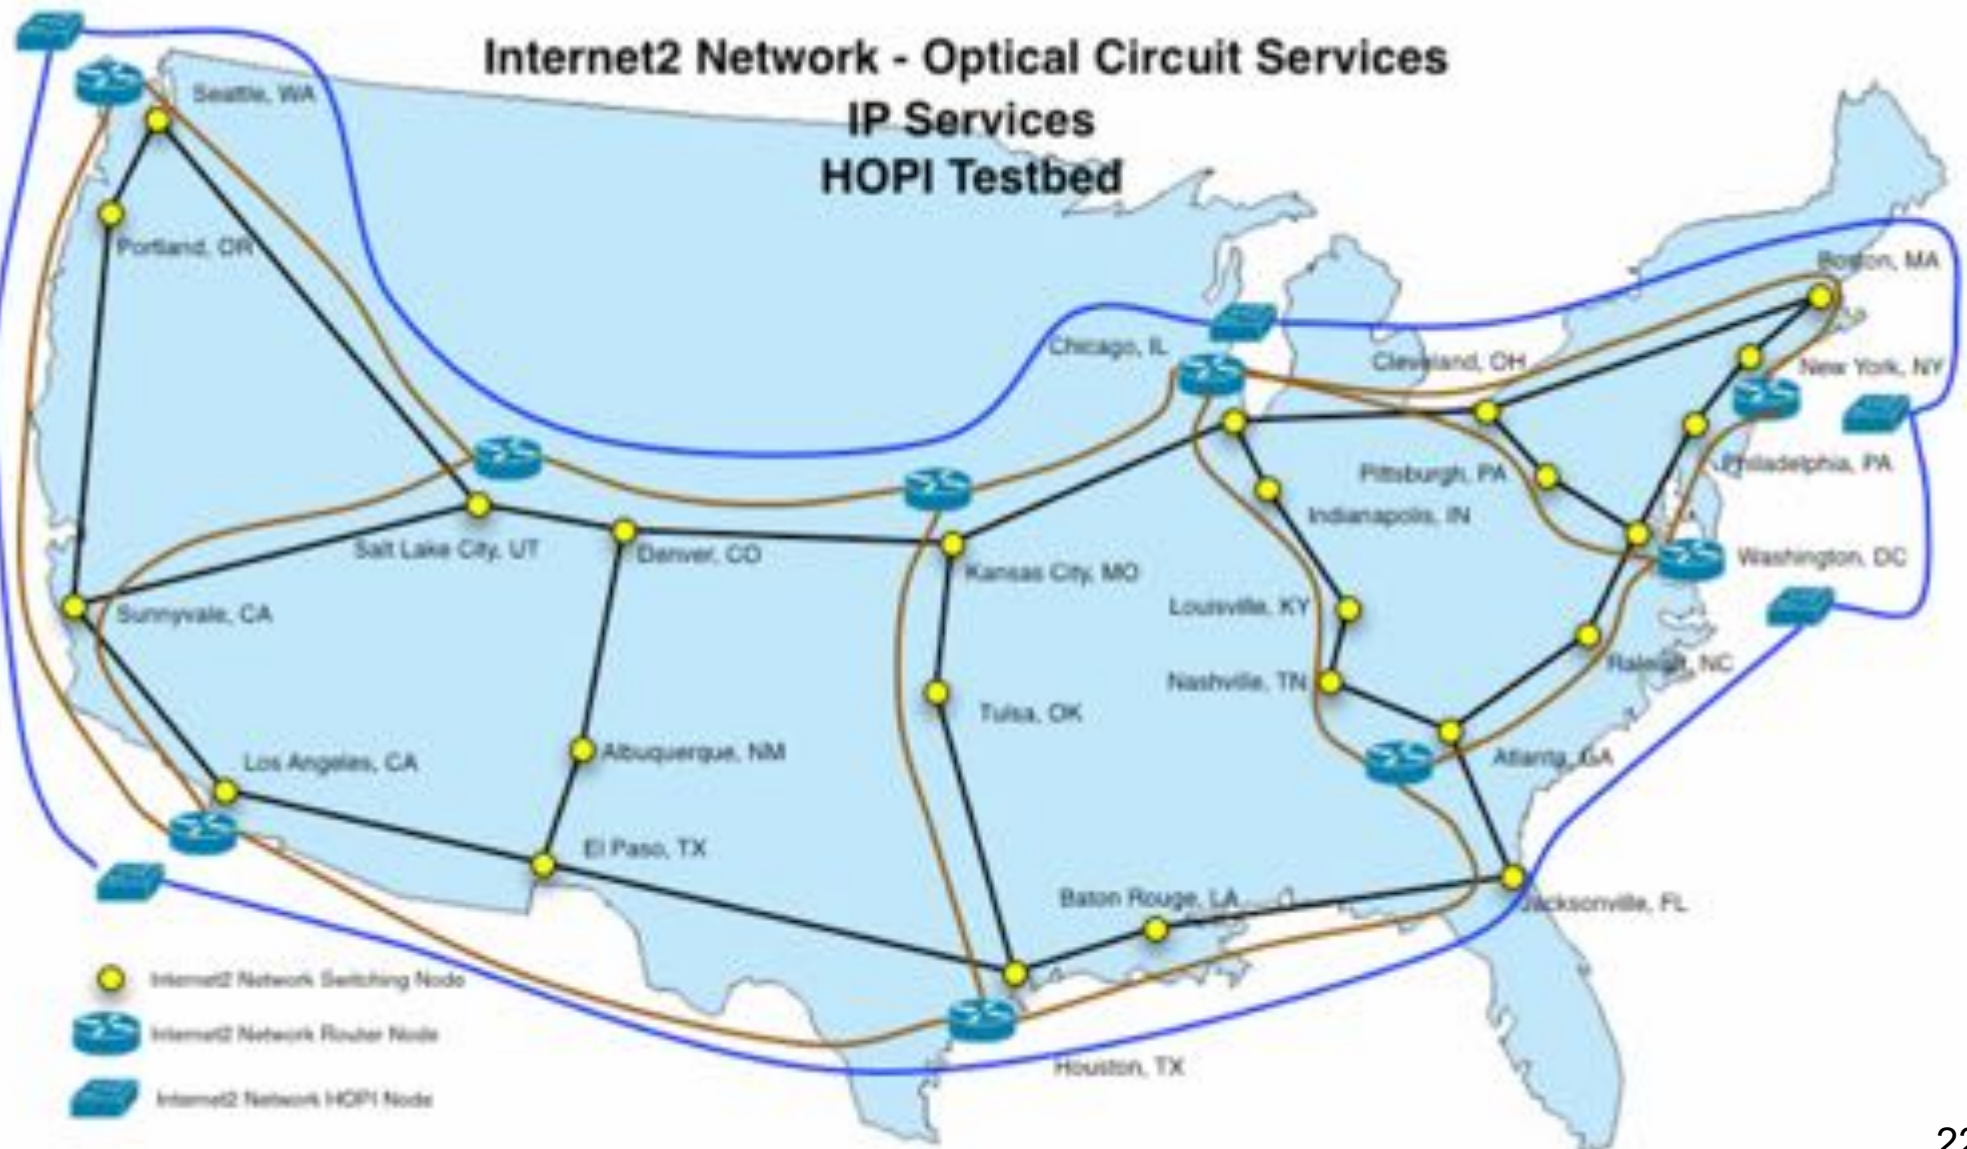 Internet2 Network - Optical Circuit Services
IP Services
HOPI Testbed
Seattle, WA
Portland, OR
Boston, MA
Chicago, IL
Cleveland, OH
New York, NY
Pittsburgh, PA
Philadelphia, PA
Indianapolis, IN
Salt Lake City, UT
Denver, CO
Kansas City, MO
Washington, DC
Sunnyvale, CA
Louisville, KY
Raleigh, NC
Nashville, TN
Tulsa, OK
Los Angeles, CA
Albuquerque, NM
Atlanta, GA
El Paso, TX
Baton Rouge, LA
Jacksonville, FL
Internet2 Network Switching Node
Internet2 Network Router Node
Houston, TX
Internet2 Network HOPI Node